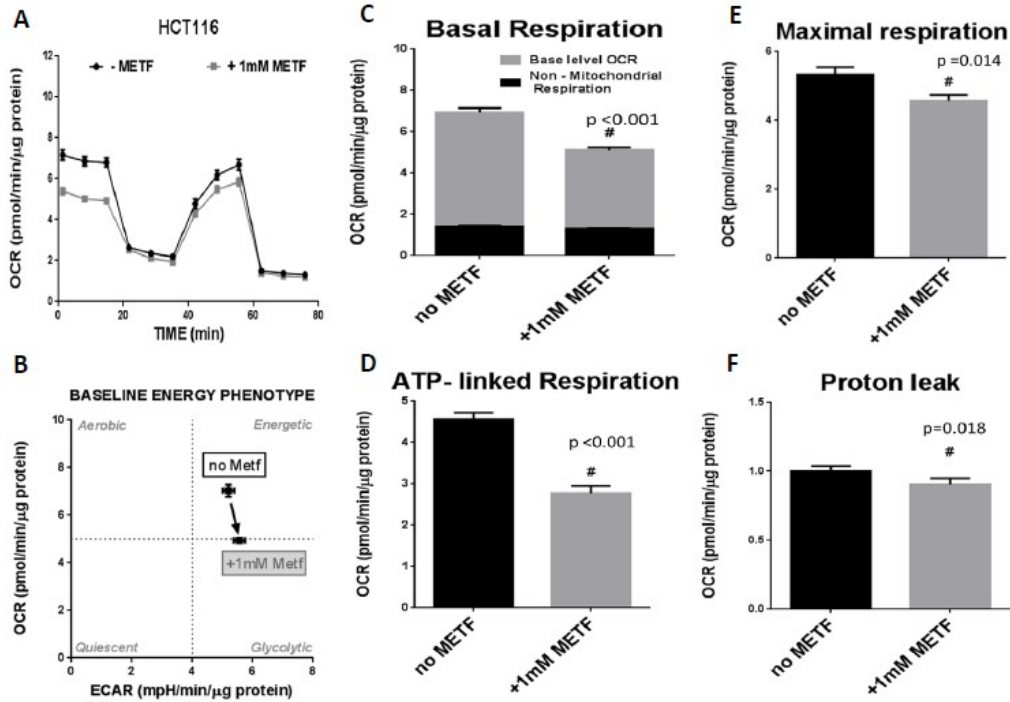 A
HCT116
- METF
+ 1mM METF
OCR (pmol/min/µg protein)
12
10
8
6
4
2
0
0
20
40
60
80
TIME (min)
B
BASELINE ENERGY PHENOTYPE
OCR (pmol/min/µg protein)
10
8
6
4
2
0
Aerobic
Energetic
no Metf
+1mM Metf
Quiescent
Glycolytic
0
2
4
6
8
ECAR (mpH/min/µg protein)
C
Basal Respiration
Base lelvel OCR
Non - Mitochondrial
Respiration
p <0.001
#
OCR (pmol/min/µg protein)
10
8
6
4
2
0
no METF
+1mM METF
D
ATP- linked Respiration
p <0.001
#
OCR (pmol/min/µg protein)
5
4
3
2
1
0
no METF
+1mM METF
E
Maximal respiration
p =0.014
#
OCR (pmol/min/µg protein)
6
4
2
0
no METF
+1mM METF
F
Proton leak
p=0.018
#
OCR (pmol/min/µg protein)
1.5
1.0
0.5
0.0
no METF
+1mM METF